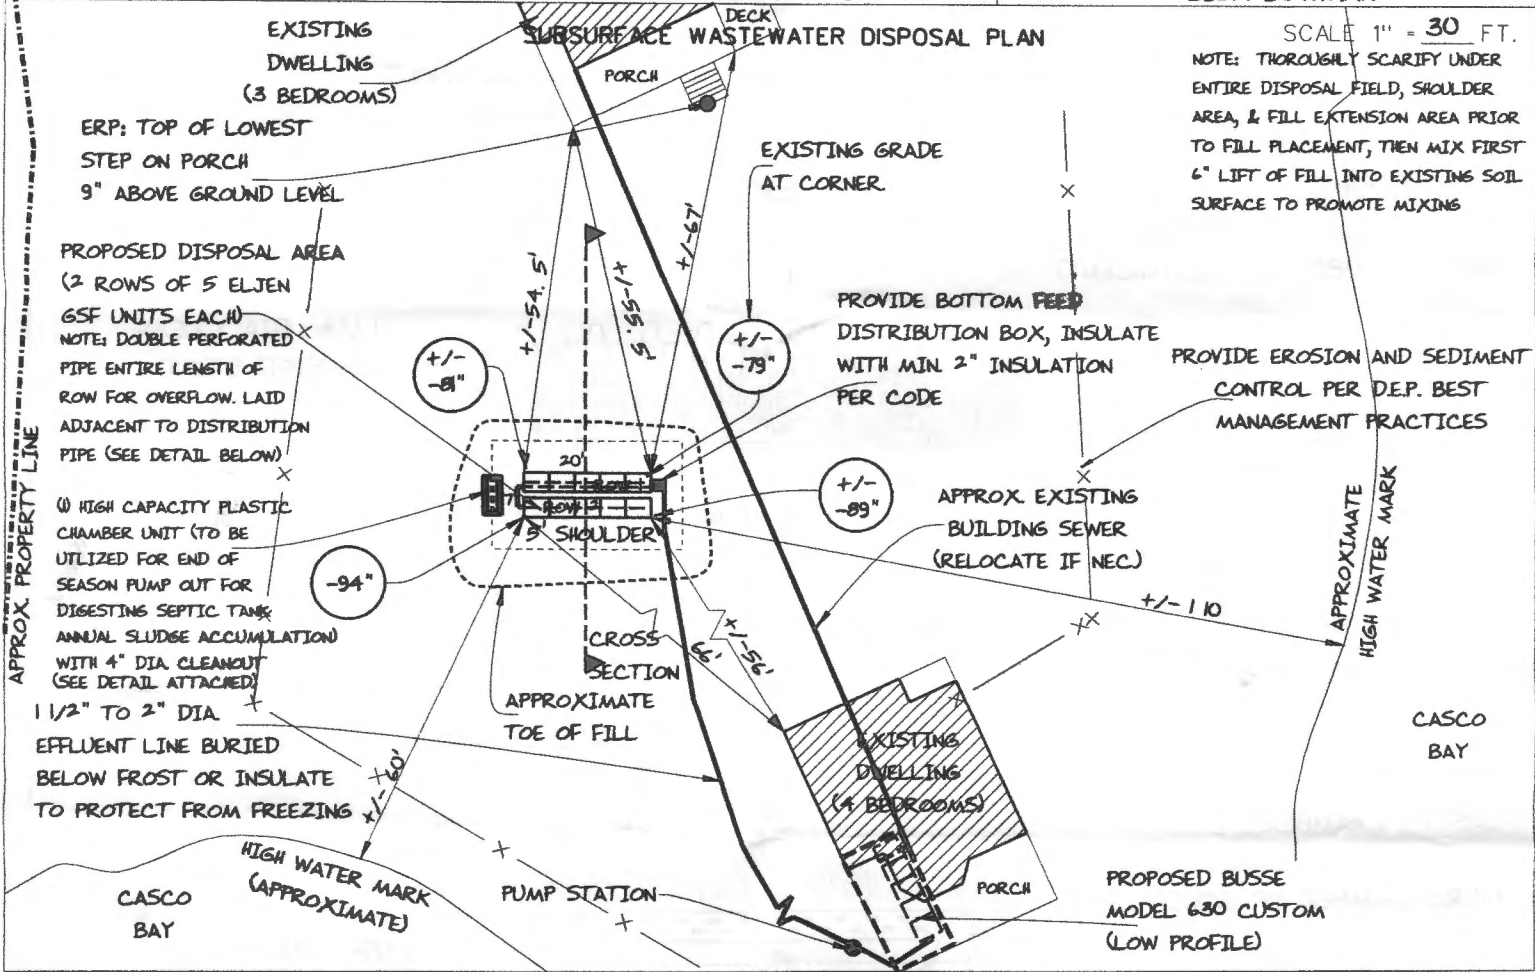 SUBSURFACE WASTEWATER DISPOSAL PLAN
SCALE 1" = 30 FT.
NOTE: THOROUGHLY SCARIFY UNDER
ENTIRE DISPOSAL FIELD, SHOULDER
AREA, & FILL EXTENSION AREA PRIOR
TO FILL PLACEMENT, THEN MIX FIRST
6" LIFT OF FILL INTO EXISTING SOIL
SURFACE TO PROMOTE MIXING
EXISTING
DWELLING
(3 BEDROOMS)
DECK
PORCH
ERP: TOP OF LOWEST
STEP ON PORCH
9" ABOVE GROUND LEVEL
EXISTING GRADE
AT CORNER
PROPOSED DISPOSAL AREA
(2 ROWS OF 5 ELJEN
GSF UNITS EACH)
NOTE: DOUBLE PERFORATED
PIPE ENTIRE LENGTH OF
ROW FOR OVERFLOW. LAID
ADJACENT TO DISTRIBUTION
PIPE (SEE DETAIL BELOW)
+/-54.5'
+/-55.5'
+/-67'
+/-
-81"
+/-
-79"
PROVIDE BOTTOM FEED
DISTRIBUTION BOX, INSULATE
WITH MIN. 2" INSULATION
PER CODE
PROVIDE EROSION AND SEDIMENT
CONTROL PER D.E.P. BEST
MANAGEMENT PRACTICES
APPROX. PROPERTY LINE
(1) HIGH CAPACITY PLASTIC
CHAMBER UNIT (TO BE
UTLIZED FOR END OF
SEASON PUMP OUT FOR
DIGESTING SEPTIC TANK
ANNUAL SLUDGE ACCUMULATION)
WITH 4" DIA. CLEANOUT
(SEE DETAIL ATTACHED)
20'
7'
5' SHOULDER
-94"
+/-
-89"
APPROX. EXISTING
BUILDING SEWER
(RELOCATE IF NEC.)
+/-110
APPROXIMATE
HIGH WATER MARK
CROSS
SECTION
66'
+/-56'
APPROXIMATE
TOE OF FILL
1 1/2" TO 2" DIA.
EFFLUENT LINE BURIED
BELOW FROST OR INSULATE
TO PROTECT FROM FREEZING
+/-60'
EXISTING
DWELLING
(4 BEDROOMS)
CASCO
BAY
HIGH WATER MARK
(APPROXIMATE)
CASCO
BAY
PUMP STATION
PORCH
PROPOSED BUSSE
MODEL 630 CUSTOM
(LOW PROFILE)